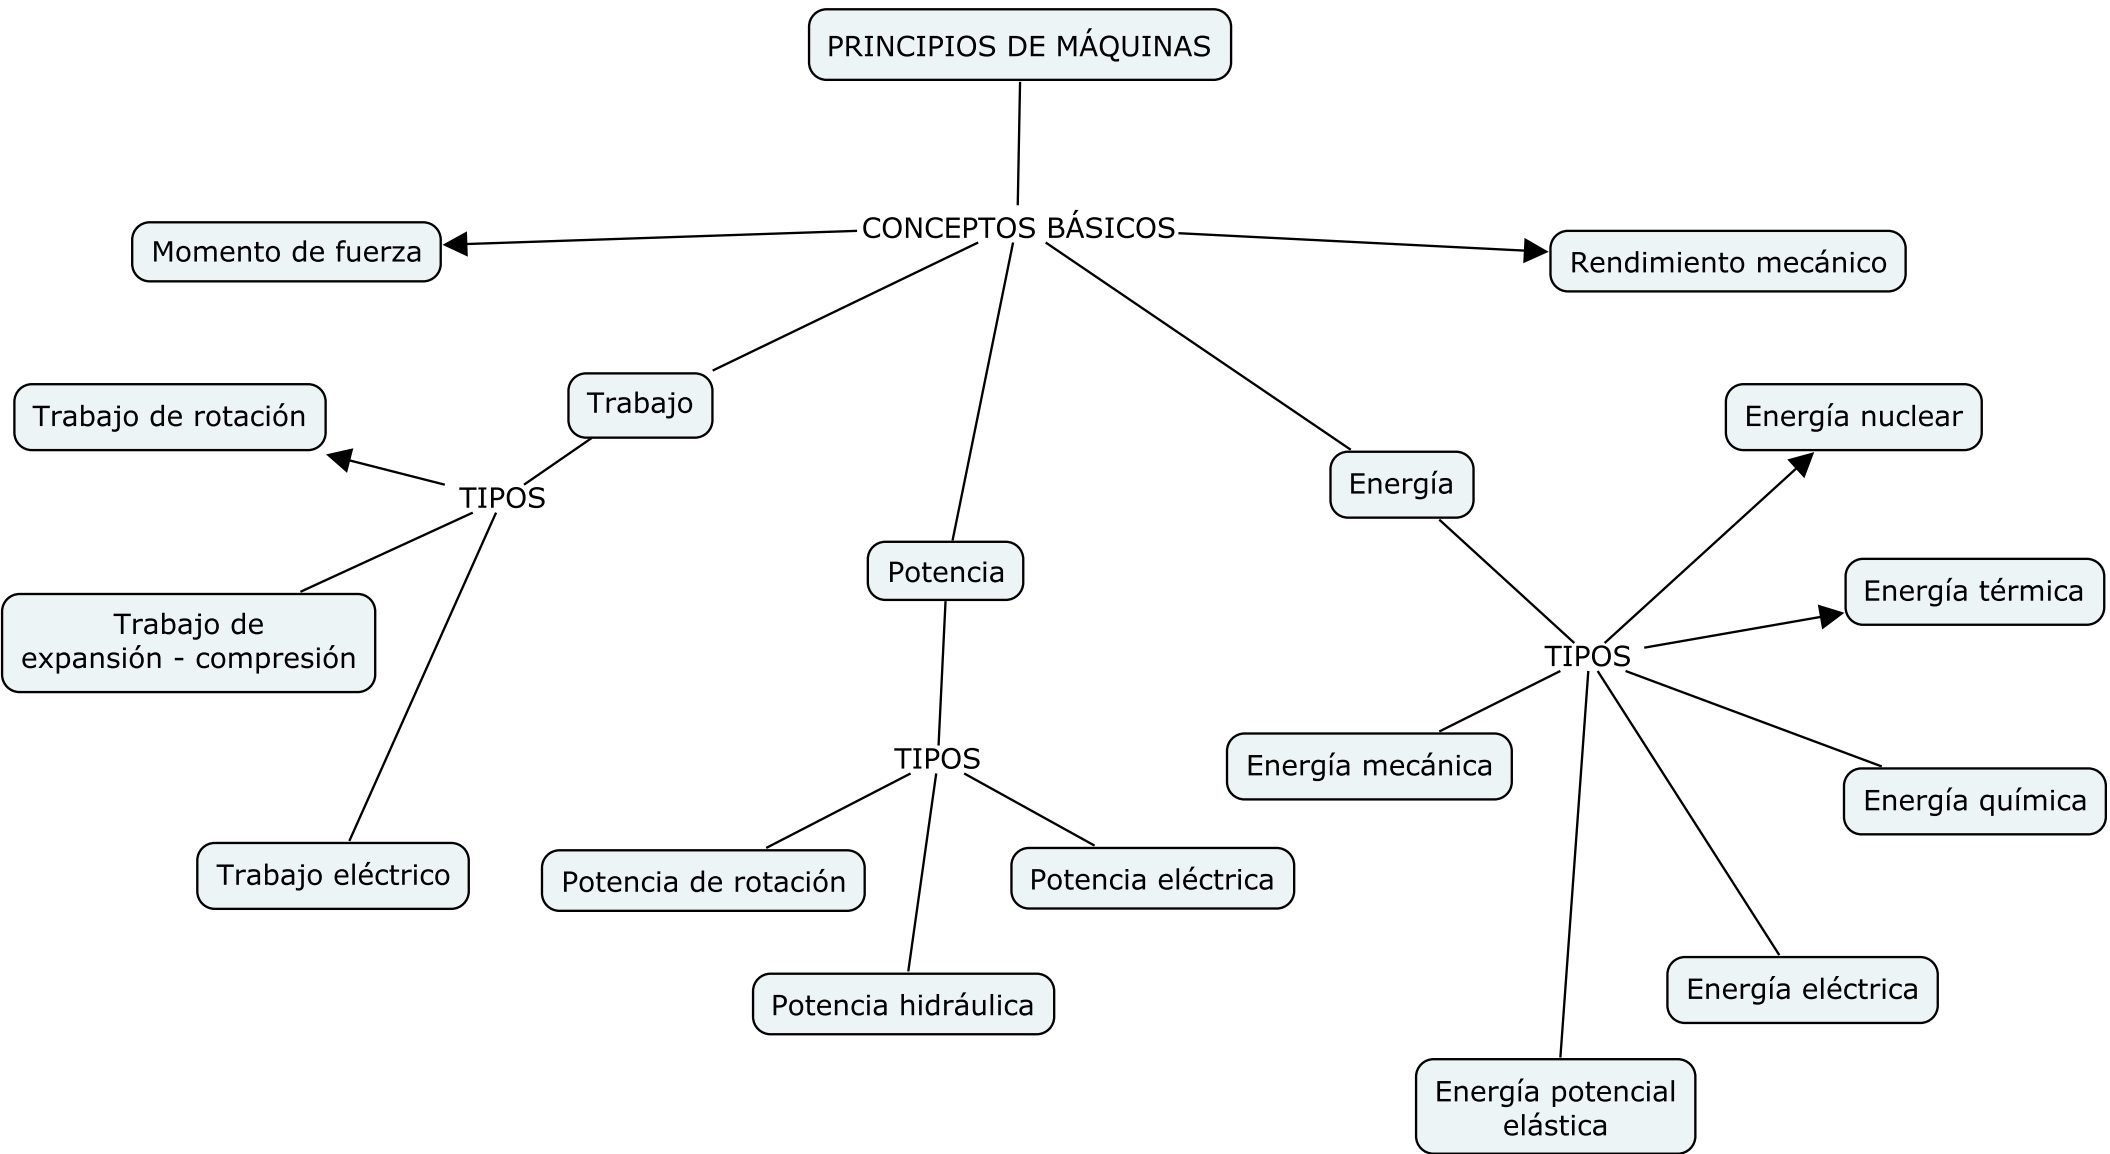 PRINCIPIOS DE MÁQUINAS
CONCEPTOS BÁSICOS
Momento de fuerza
Rendimiento mecánico
Trabajo
Trabajo de rotación
TIPOS
Trabajo de
expansión - compresión
Trabajo eléctrico
Potencia
TIPOS
Potencia de rotación
Potencia eléctrica
Potencia hidráulica
Energía
Energía nuclear
Energía térmica
TIPOS
Energía mecánica
Energía química
Energía eléctrica
Energía potencial
elástica